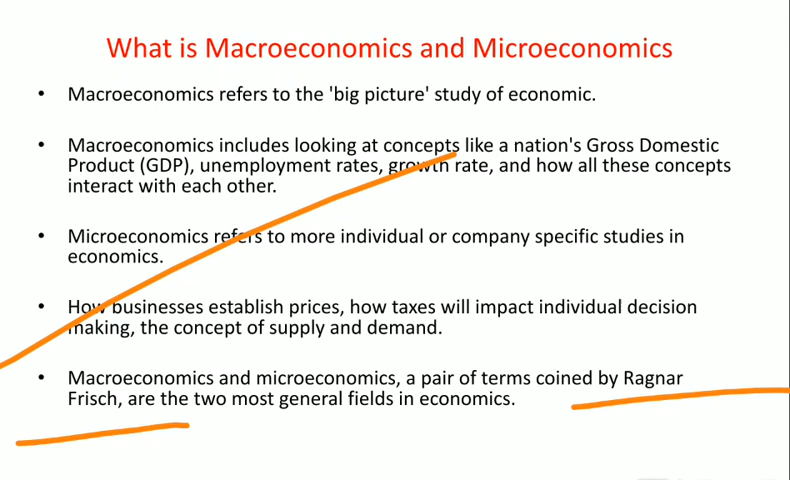 What is Macroeconomics and Microeconomics
• Macroeconomics refers to the 'big picture' study of economic.
• Macroeconomics includes looking at concepts like a nation's Gross Domestic
Product (GDP), unemployment rates, growth rate, and how all these concepts
interact with each other.
• Microeconomics refers to more individual or company specific studies in
economics.
• How businesses establish prices, how taxes will impact individual decision
making, the concept of supply and demand.
• Macroeconomics and microeconomics, a pair of terms coined by Ragnar
Frisch, are the two most general fields in economics.